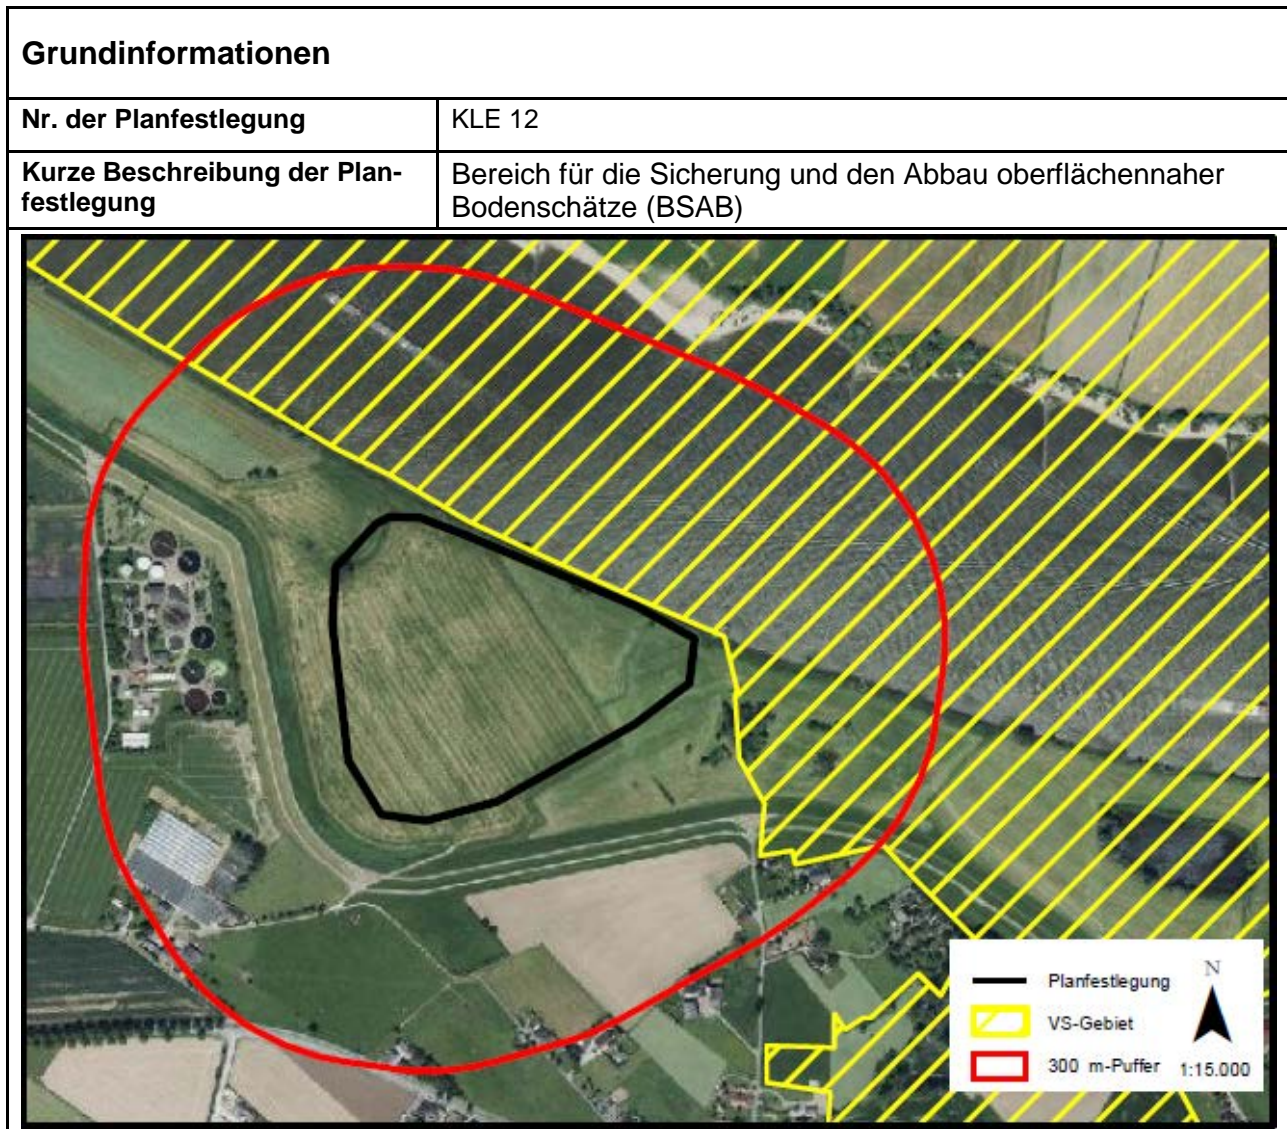 Grundinformationen
Nr. der Planfestlegung
KLE 12
Kurze Beschreibung der Plan-
festlegung
Bereich für die Sicherung und den Abbau oberflächennaher
Bodenschätze (BSAB)
Planfestlegung
VS-Gebiet
300 m-Puffer
N
1:15.000